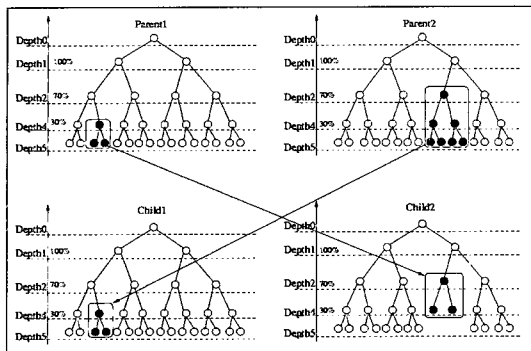 Parent1
Depth0
Depth1 100%
Depth2 70%
Depth4 30%
Depth5
Parent2
Depth0
Depth1 100%
Depth2 70%
Depth4 30%
Depth5
Child1
Depth0
Depth1 100%
Depth2 70%
Depth4 30%
Depth5
Child2
Depth0
Depth1 100%
Depth2 70%
Depth4 30%
Depth5